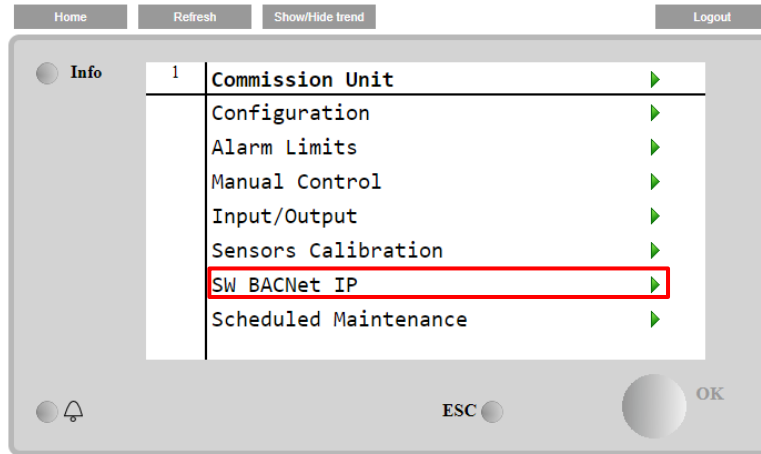 Home Refresh Show/Hide trend Logout
Info
1 Commission Unit
Configuration
Alarm Limits
Manual Control
Input/Output
Sensors Calibration
SW BACNet IP
Scheduled Maintenance
ESC OK